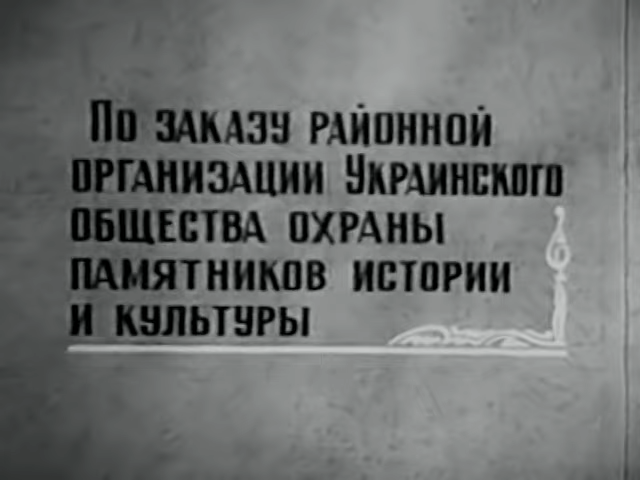 По заказу районной
организации Украинского
общества охраны
памятников истории
и культуры